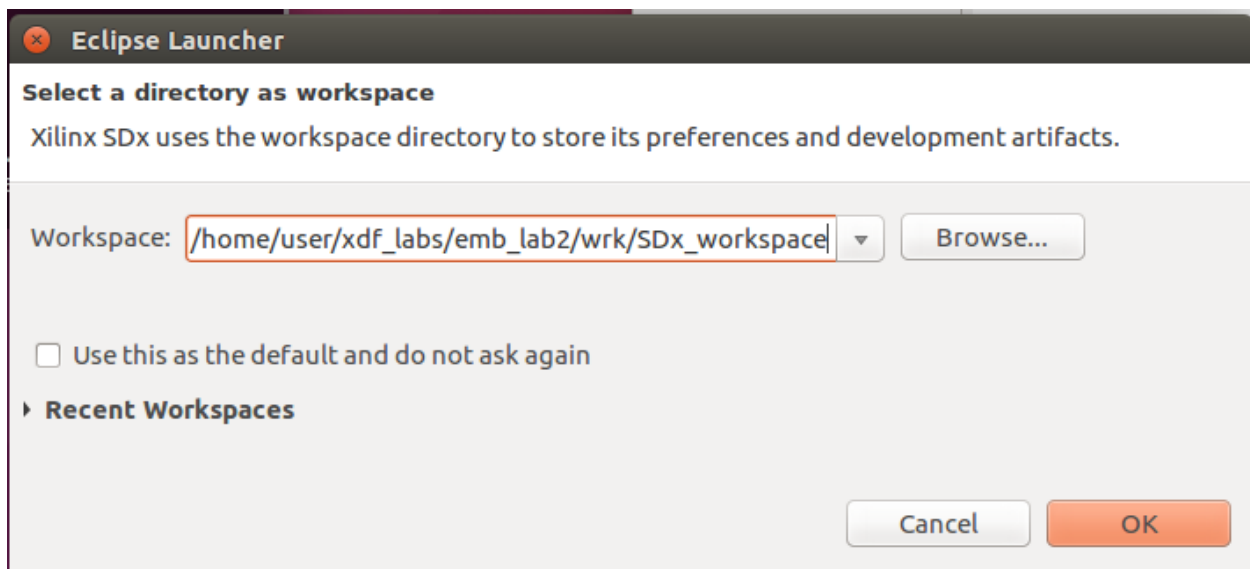 Eclipse Launcher
Select a directory as workspace
Xilinx SDx uses the workspace directory to store its preferences and development artifacts.
Workspace: /home/user/xdf_labs/emb_lab2/wrk/SDx_workspace Browse...
Use this as the default and do not ask again
Recent Workspaces
Cancel OK